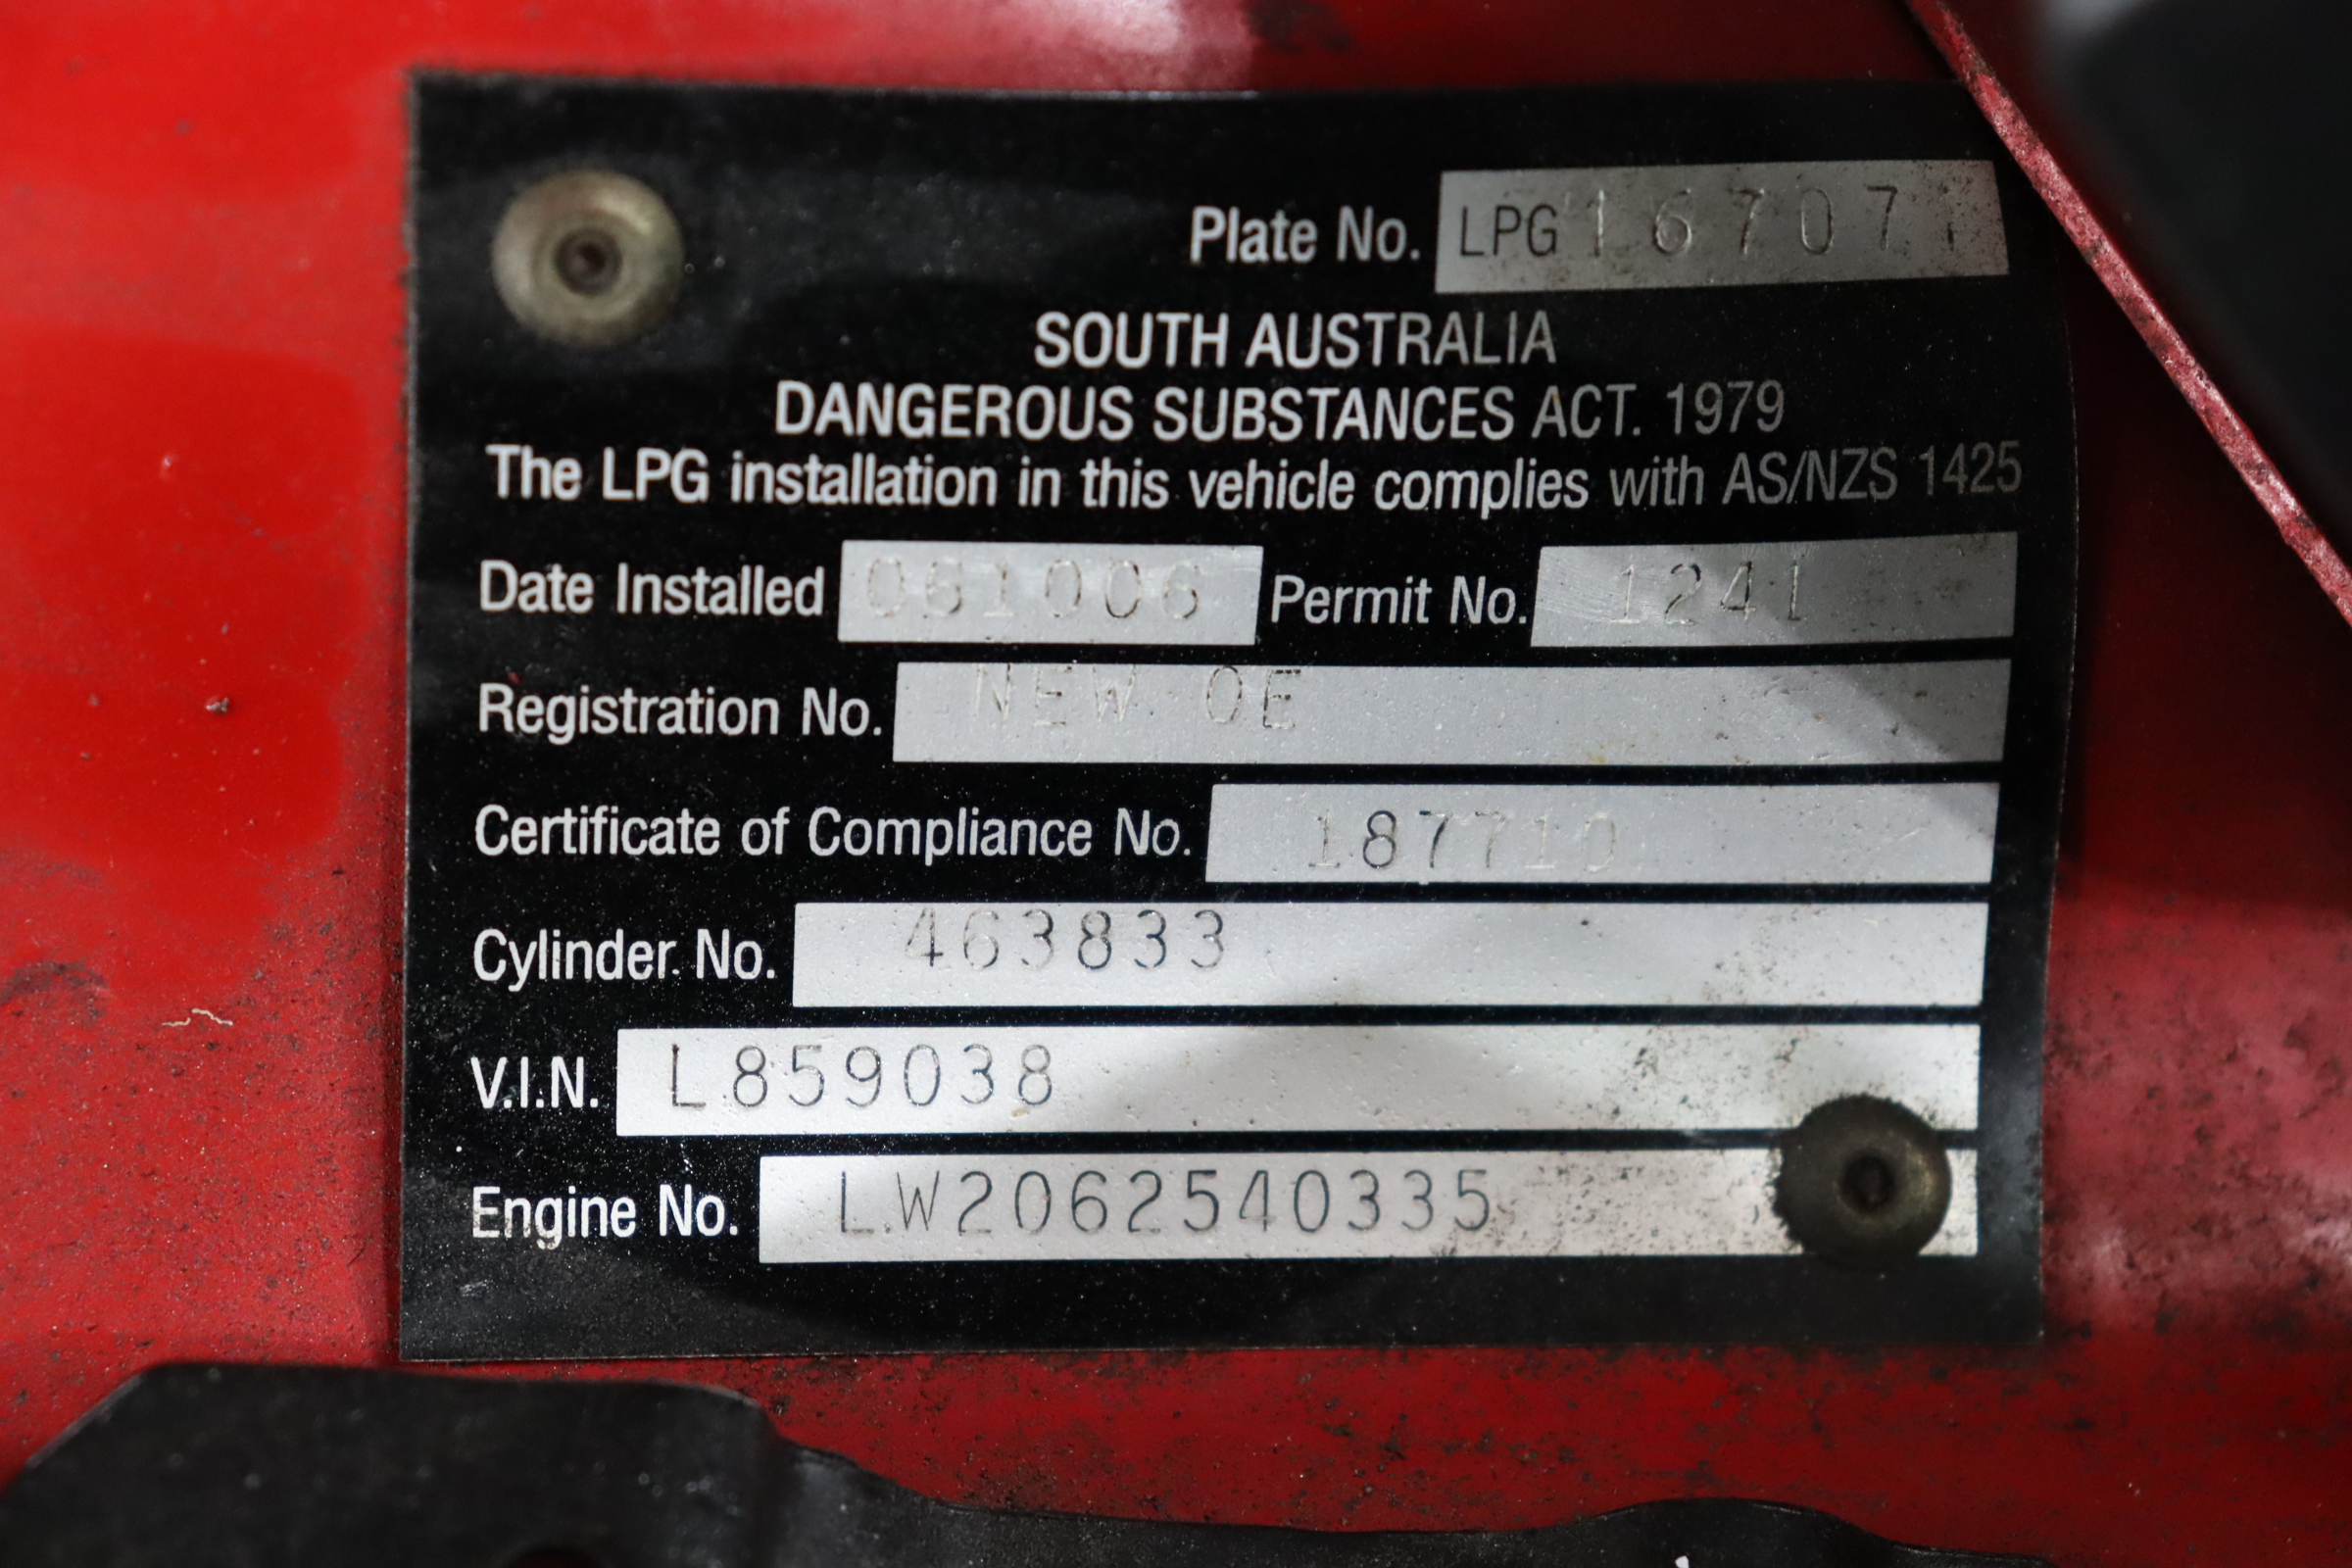 Plate No. LPG 167071
SOUTH AUSTRALIA
DANGEROUS SUBSTANCES ACT. 1979
The LPG installation in this vehicle complies with AS/NZS 1425
Date Installed 061006 Permit No. 1241
Registration No. NEW OE
Certificate of Compliance No. 187710
Cylinder No. 463833
V.I.N. L859038
Engine No. LW2062540335